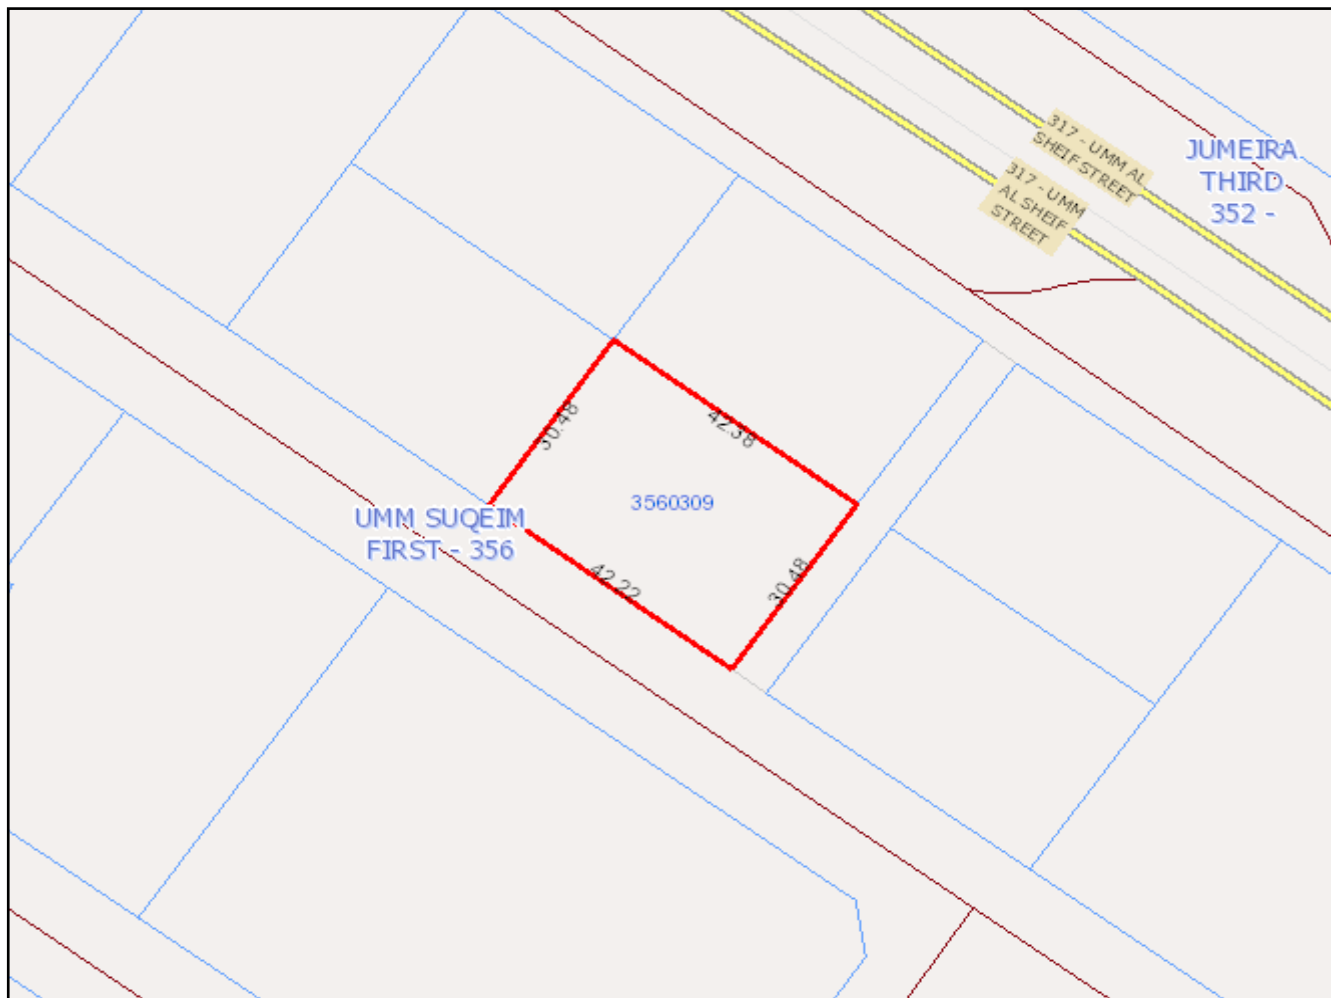 317 - UMM AL
SHEIF STREET
JUMEIRA
THIRD
352 -
317 - UMM
AL SHEIF
STREET
30.48
42.38
3560309
UMM SUQEIM
FIRST - 356
42.22
30.48